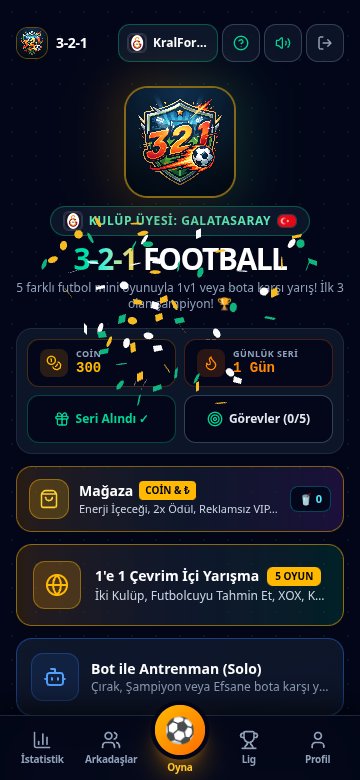 3-2-1
KralFor...
321
KULÜP ÜYESİ: GALATASARAY
3-2-1 FOOTBALL
5 farklı futbol mini oyunuyla 1v1 veya bota karşı yarış! İlk 3
olan şampiyon! 🏆
COİN
300
GÜNLÜK SERİ
1 Gün
Seri Alındı ✓
Görevler (0/5)
Mağaza COİN & ₺
Enerji İçeceği, 2x Ödül, Reklamsız VIP...
🥤 0
1'e 1 Çevrim İçi Yarışma 5 OYUN
İki Kulüp, Futbolcuyu Tahmin Et, XOX, K...
Bot ile Antrenman (Solo)
Çırak, Şampiyon veya Efsane bota karşı y...
İstatistik
Arkadaşlar
Oyna
Lig
Profil